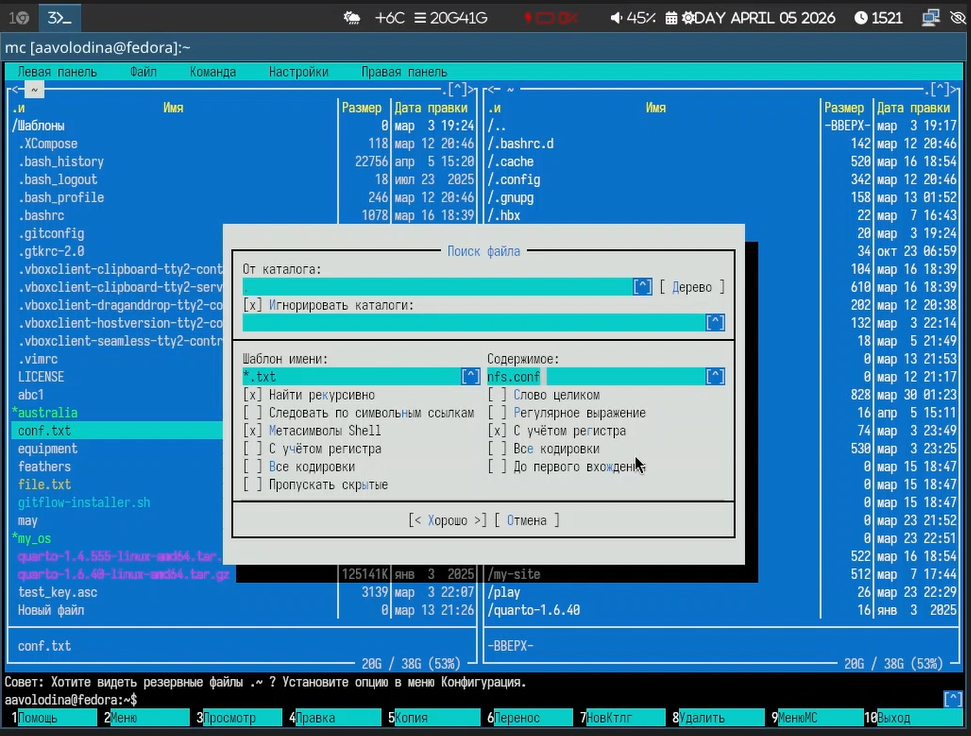 1 3 +6C 20G41G 0% 45% DAY APRIL 05 2026 1521
mc [aavolodina@fedora]:~
Левая панель Файл Команда Настройки Правая панель
<- ~ .[^]> <- ~ .[^]>
.и Имя Размер Дата правки .и Имя Размер Дата правки
/Шаблоны 0 мар 3 19:24 /.. -ВВЕРХ- мар 3 19:17
.XCompose 118 мар 12 20:46 /.bashrc.d 142 мар 12 20:46
.bash_history 22756 апр 5 15:20 /.cache 520 мар 16 18:54
.bash_logout 18 июл 23 2025 /.config 342 мар 12 20:46
.bash_profile 246 мар 12 20:46 /.gnupg 158 мар 13 01:52
.bashrc 1078 мар 16 18:39 /.hbx 22 мар 7 16:43
.gitconfig 20 мар 3 19:24
.gtkrc-2.0 Поиск файла 34 окт 23 06:59
.vboxclient-clipboard-tty2-cont От каталога: 104 мар 16 18:39
.vboxclient-clipboard-tty2-serv . [^] [ Дерево ] 610 мар 16 18:39
.vboxclient-draganddrop-tty2-co [x] Игнорировать каталоги: 202 мар 12 20:38
.vboxclient-hostversion-tty2-co [^] 132 мар 3 22:14
.vboxclient-seamless-tty2-contr 18 мар 5 21:49
.vimrc Шаблон имени: Содержимое: 0 мар 13 21:53
LICENSE *.txt [^] nfs.conf [^] 0 мар 12 21:17
abc1 [x] Найти рекурсивно [ ] Слово целиком 828 мар 30 01:23
*australia [ ] Следовать по символьным ссылкам [ ] Регулярное выражение 16 апр 5 15:11
conf.txt [x] Метасимволы Shell [x] С учётом регистра 74 мар 3 23:49
equipment [ ] С учётом регистра [ ] Все кодировки 530 мар 3 23:25
feathers [ ] Все кодировки [ ] До первого вхождения 0 мар 15 18:47
file.txt [ ] Пропускать скрытые 0 мар 15 18:47
gitflow-installer.sh 0 мар 15 18:47
may [< Хорошо >] [ Отмена ] 0 мар 23 21:52
*my_os 0 мар 23 22:51
quarto-1.4.555-linux-amd64.tar. 522 мар 16 18:54
quarto-1.6.40-linux-amd64.tar.gz 125141K янв 3 2025 /my-site 512 мар 7 17:44
test_key.asc 3139 мар 3 22:07 /play 26 мар 23 22:29
Новый файл 0 мар 13 21:26 /quarto-1.6.40 16 янв 3 2025
conf.txt -ВВЕРХ-
20G / 38G (53%) 20G / 38G (53%)
Совет: Хотите видеть резервные файлы .~ ? Установите опцию в меню Конфигурация.
aavolodina@fedora:~$ [^]
1Помощь 2Меню 3Просмотр 4Правка 5Копия 6Перенос 7НовКтлг 8Удалить 9МенюMC 10Выход